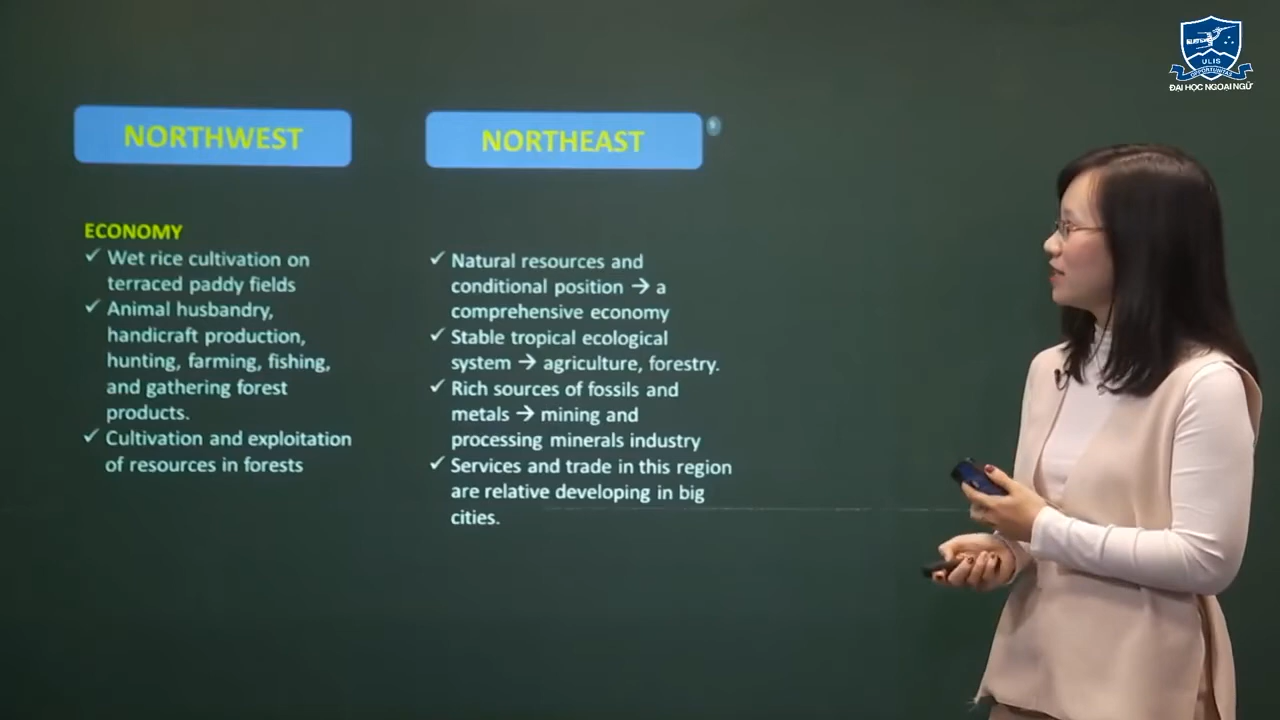 NORTHWEST
ECONOMY
✓ Wet rice cultivation on
terraced paddy fields
✓ Animal husbandry,
handicraft production,
hunting, farming, fishing,
and gathering forest
products.
✓ Cultivation and exploitation
of resources in forests
NORTHEAST
✓ Natural resources and
conditional position → a
comprehensive economy
✓ Stable tropical ecological
system → agriculture, forestry.
✓ Rich sources of fossils and
metals → mining and
processing minerals industry
✓ Services and trade in this region
are relative developing in big
cities.
ULIS
ĐẠI HỌC NGOẠI NGỮ